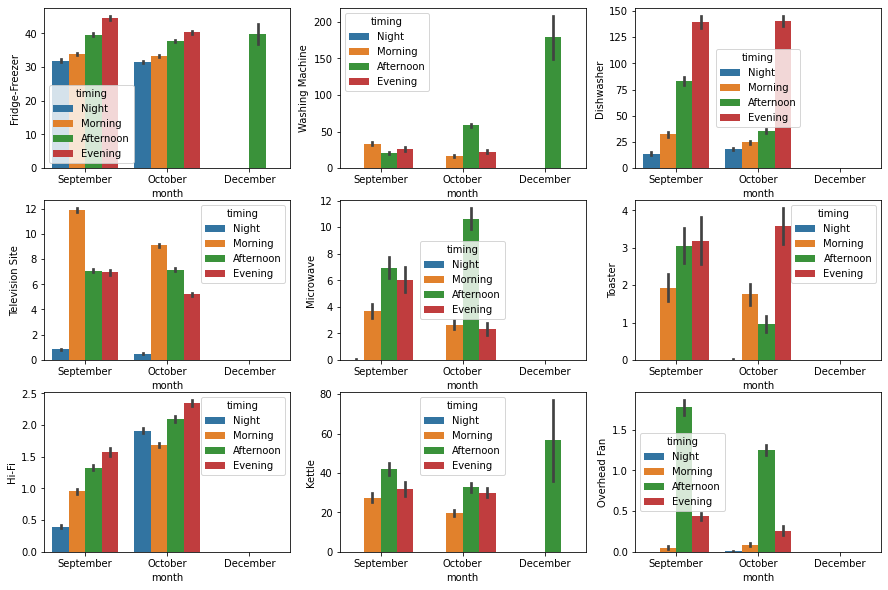 Fridge-Freezer
40
30
20
10
0
timing
Night
Morning
Afternoon
Evening
September October December
month
Washing Machine
200
150
100
50
0
timing
Night
Morning
Afternoon
Evening
September October December
month
Dishwasher
150
125
100
75
50
25
0
timing
Night
Morning
Afternoon
Evening
September October December
month
Television Site
12
10
8
6
4
2
0
timing
Night
Morning
Afternoon
Evening
September October December
month
Microwave
12
10
8
6
4
2
0
timing
Night
Morning
Afternoon
Evening
September October December
month
Toaster
4
3
2
1
0
timing
Night
Morning
Afternoon
Evening
September October December
month
Hi-Fi
2.5
2.0
1.5
1.0
0.5
0.0
timing
Night
Morning
Afternoon
Evening
September October December
month
Kettle
80
60
40
20
0
timing
Night
Morning
Afternoon
Evening
September October December
month
Overhead Fan
1.5
1.0
0.5
0.0
timing
Night
Morning
Afternoon
Evening
September October December
month